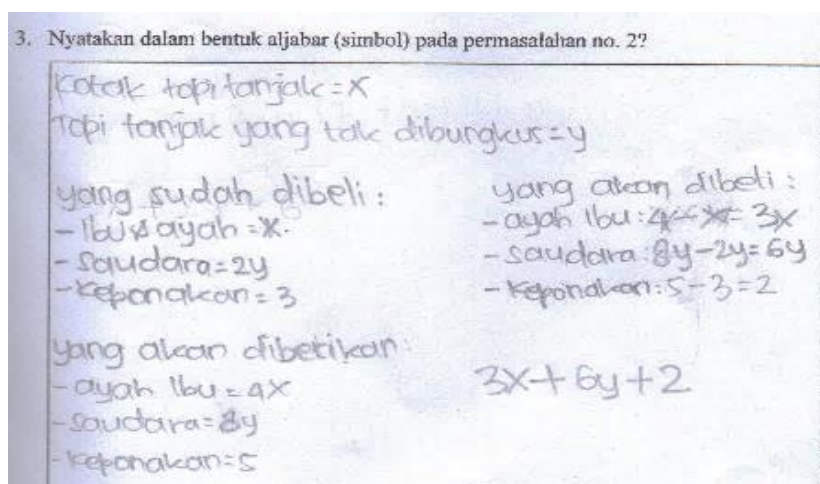 3. Nyatakan dalam bentuk aljabar (simbol) pada permasalahan no. 2?
Kotak topi tanjak = x
Topi tanjak yang tak dibungkus = y
yang sudah dibeli :
- Ibu & ayah = x.
- Saudara = 2y
- keponakan = 3
yang akan dibeli :
- ayah ibu : 4x - x = 3x
- saudara : 8y - 2y = 6y
- keponakan : 5 - 3 = 2
yang akan dibelikan :
- ayah ibu = 4x
- saudara = 8y
- keponakan = 5
3x + 6y + 2